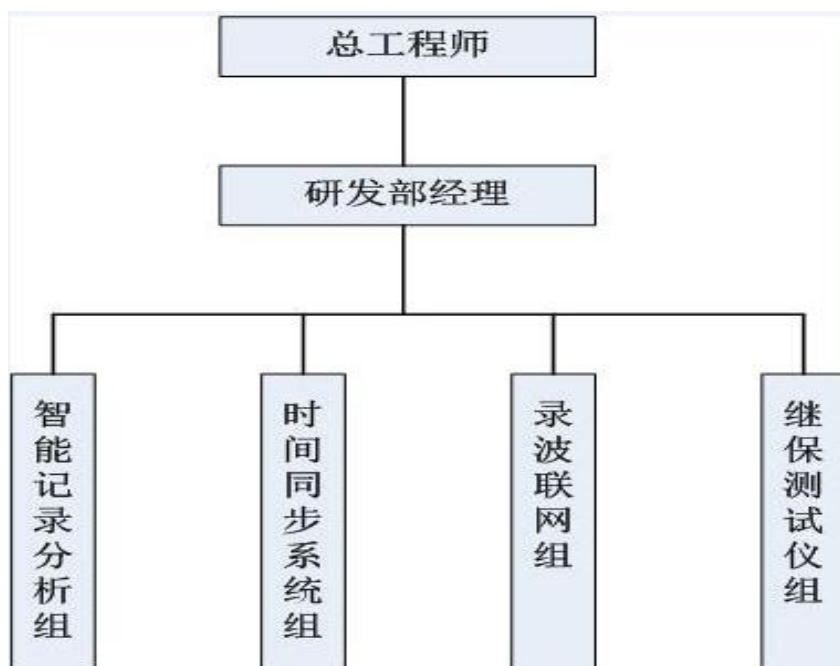 总工程师
研发部经理
智能记录分析组
时间同步系统组
录波联网组
继保测试仪组